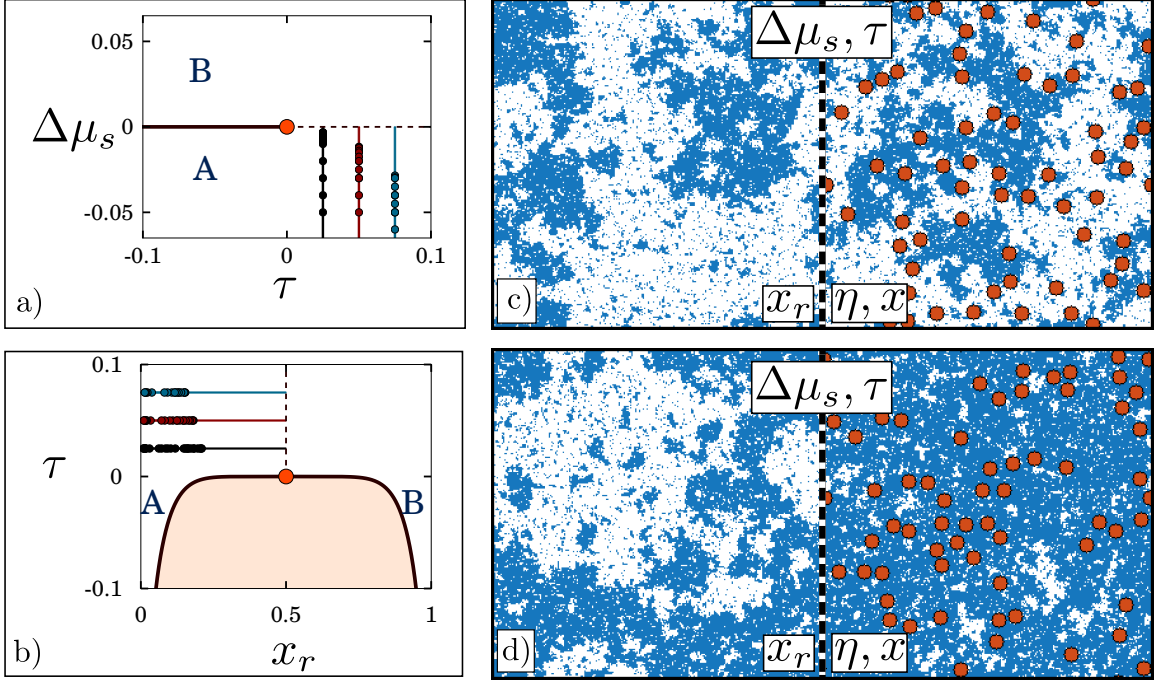 0.05
B
Δμₛ 0
A
-0.05
-0.1 0 0.1
τ
a)
0.1
τ 0
A B
-0.1
0 0.5 1
b) xᵣ
Δμₛ, τ
c) xᵣ η, x
Δμₛ, τ
d) xᵣ η, x